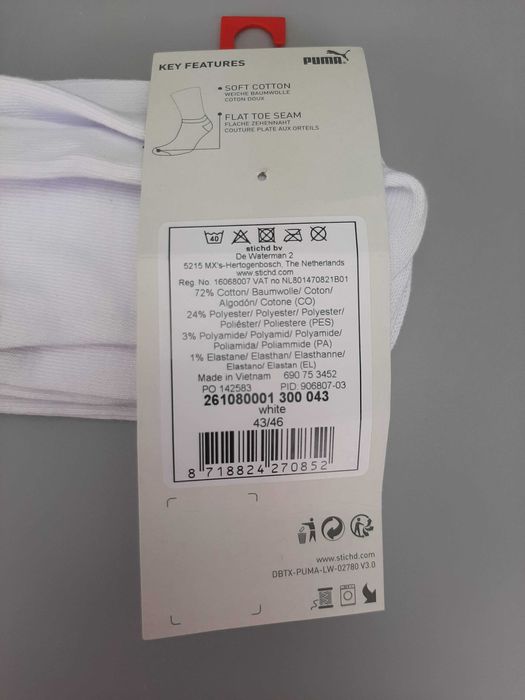 KEY FEATURES
PUMA
SOFT COTTON
WEICHE BAUMWOLLE
COTON DOUX
FLAT TOE SEAM
FLACHE ZEHENNAHT
COUTURE PLATE AUX ORTEILS
40
stichd bv
De Waterman 2
5215 MX's-Hertogenbosch, The Netherlands
www.stichd.com
Reg. No: 16068007 VAT no NL801470821B01
72% Cotton/ Baumwolle/ Coton/
Algodón/ Cotone (CO)
24% Polyester/ Polyester/ Polyester/
Poliéster/ Poliestere (PES)
3% Polyamide/ Polyamid/ Polyamide/
Poliamida/ Poliammide (PA)
1% Elastane/ Elasthan/ Elasthanne/
Elastano/ Elastan (EL)
Made in Vietnam 690 75 3452
PO 142583 PID: 906807-03
261080001 300 043
white
43/46
8 718824 270852
www.stichd.com
DBTX-PUMA-LW-02780 V3.0